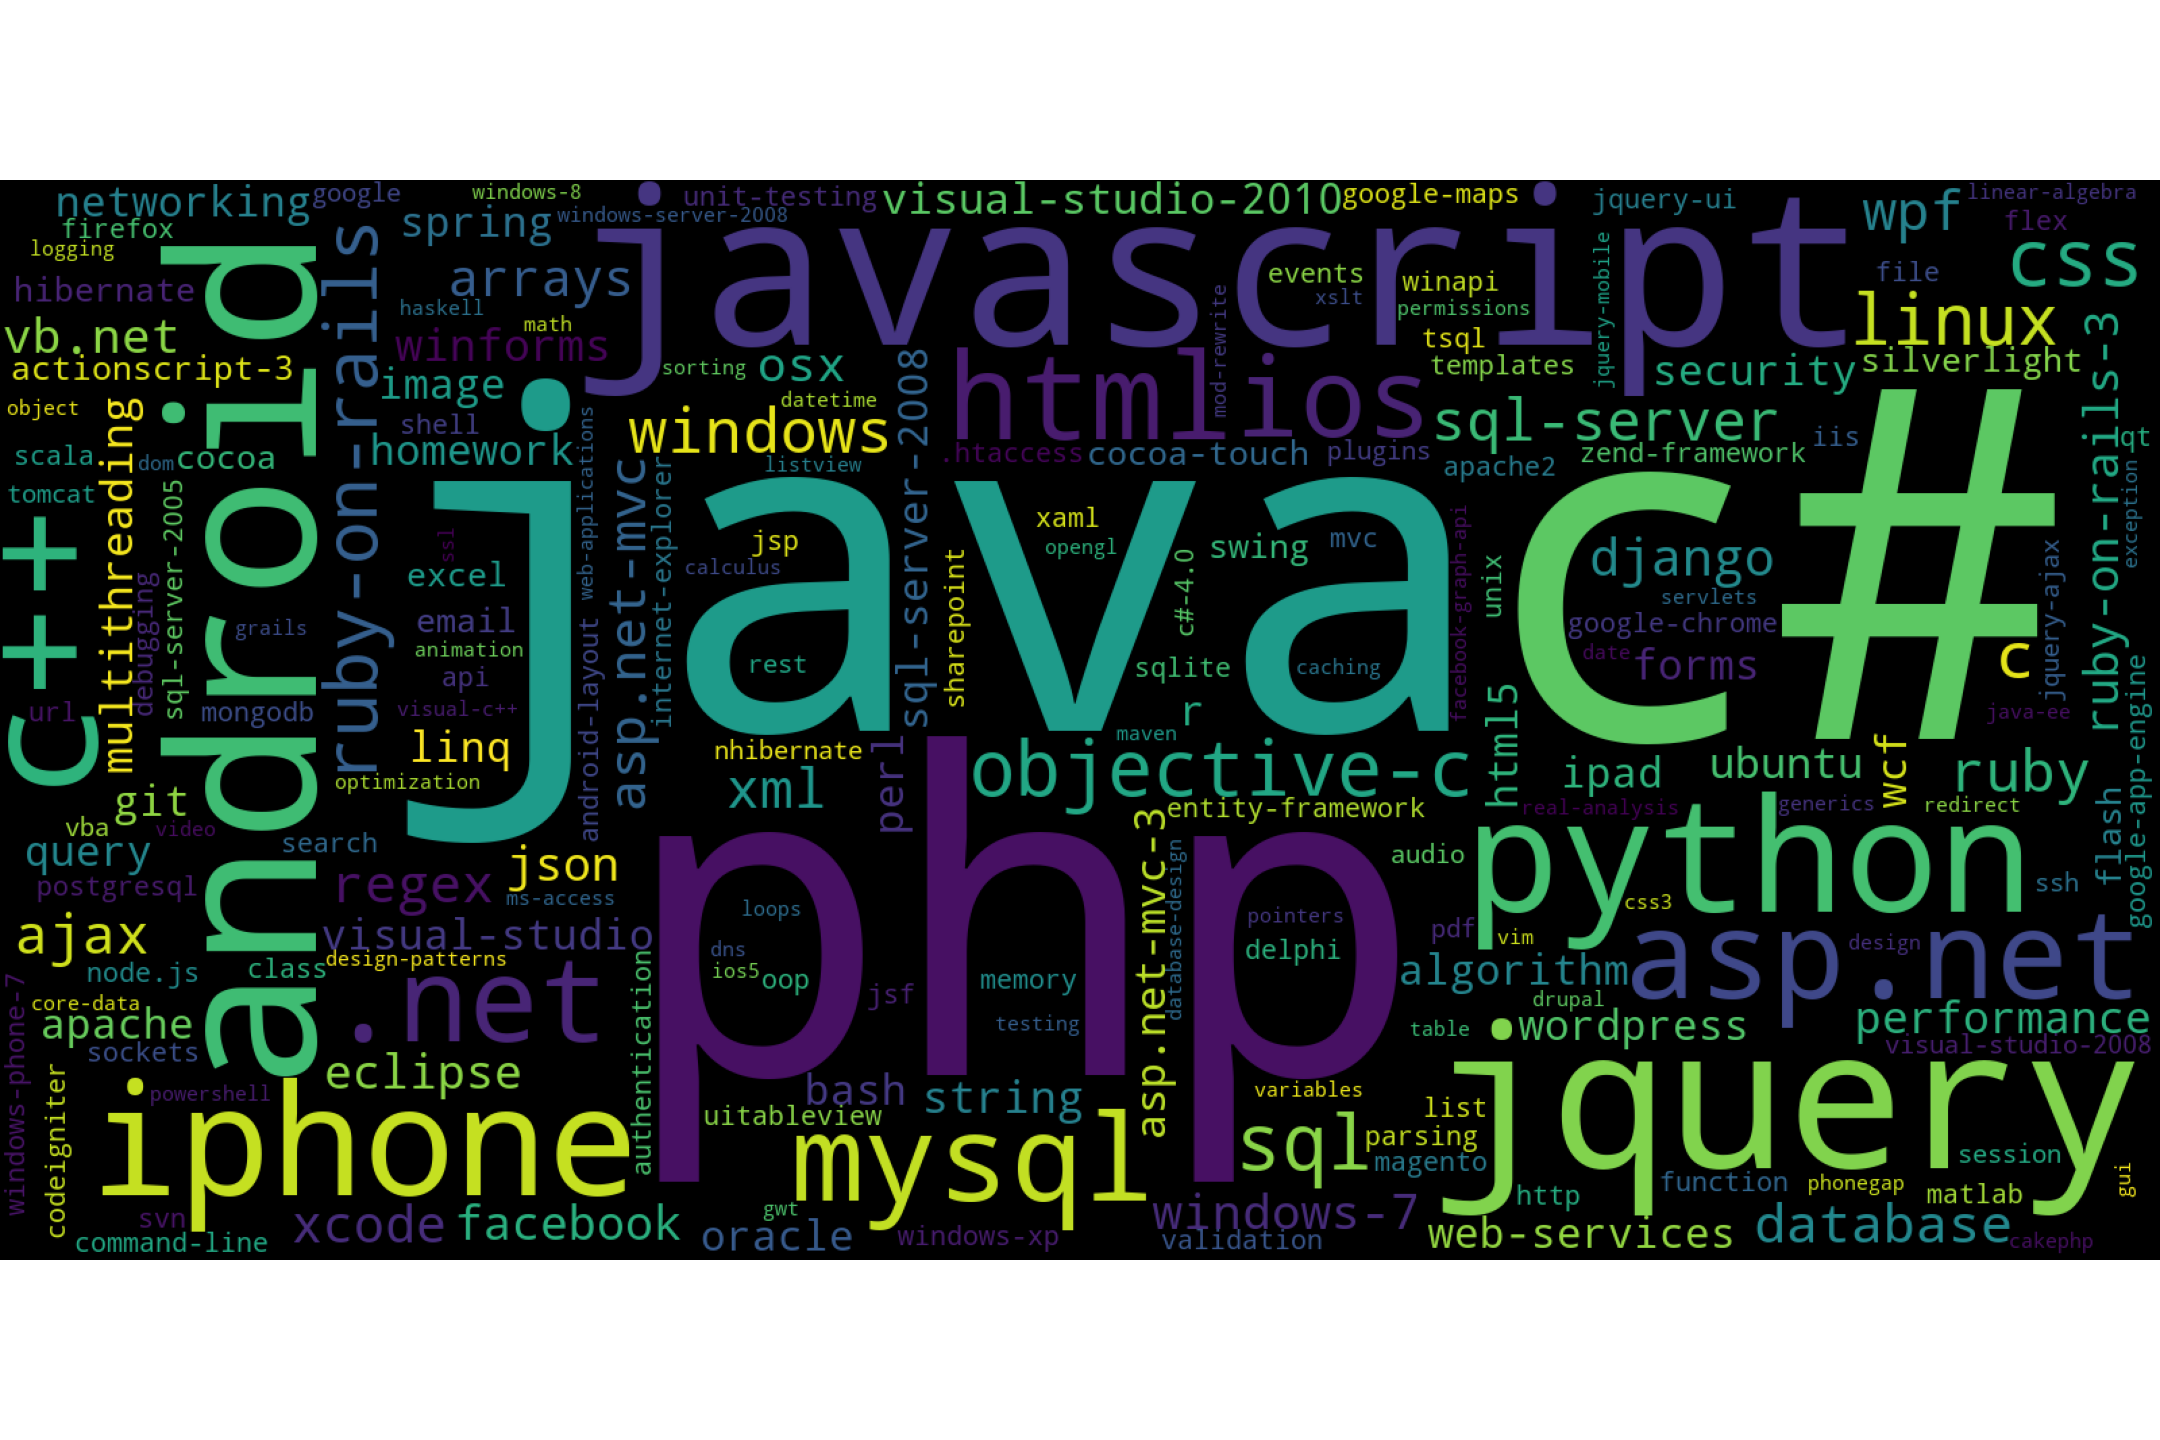 networking
google
windows-8
unit-testing
visual-studio-2010
google-maps
jquery-ui
wpf
linear-algebra
firefox
spring
windows-server-2008
javascript
flex
logging
arrays
events
winapi
file
css
hibernate
haskell
xslt
permissions
jquery-mobile
linux
vb.net
math
winforms
mod-rewrite
tsql
actionscript-3
image
sorting
osx
html
ios
templates
security
silverlight
object
shell
datetime
windows
sql-server
ruby-on-rails-3
scala
dom
cocoa
homework
listview
.htaccess
cocoa-touch
plugins
apache2
zend-framework
iis
qt
tomcat
multithreading
sql-server-2005
android
ruby-on-rails
web-applications
asp.net-mvc
internet-explorer
sql-server-2008
java
c#
c++
debugging
ssl
excel
calculus
jsp
xaml
opengl
swing
mvc
facebook-graph-api
unix
django
servlets
exception
grails
email
animation
rest
sharepoint
c#-4.0
sqlite
caching
google-chrome
date
forms
c
jquery-ajax
url
mongodb
api
visual-c++
r
html5
java-ee
google-app-engine
linq
android-layout
nhibernate
maven
optimization
git
xml
perl
objective-c
ipad
ubuntu
wcf
ruby
vba
video
search
entity-framework
real-analysis
generics
redirect
query
json
php
asp.net-mvc-3
database-design
audio
python
flash
postgresql
regex
ms-access
loops
pointers
css3
ssh
ajax
visual-studio
dns
delphi
pdf
vim
asp.net
design
node.js
class
design-patterns
ios5
oop
memory
algorithm
core-data
.net
jsf
drupal
apache
authentication
testing
table
wordpress
performance
sockets
visual-studio-2008
windows-phone-7
eclipse
powershell
bash
string
variables
jquery
codeigniter
iphone
uitableview
mysql
sql
list
parsing
magento
session
http
function
phonegap
matlab
gui
svn
xcode
facebook
gwt
windows-7
command-line
oracle
windows-xp
validation
web-services
database
cakephp